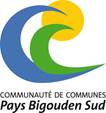 COMMUNAUTÉ DE COMMUNES
Pays Bigouden Sud